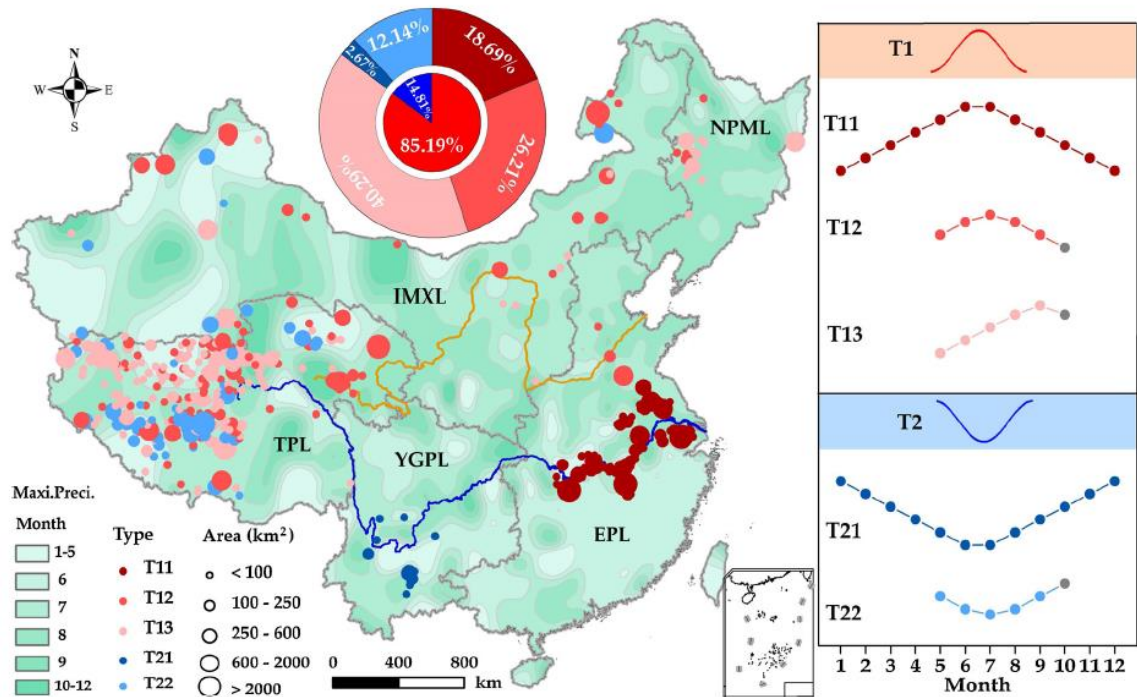 N
W E
S
12.14%
18.69%
2.67%
14.81%
85.19%
40.29%
26.21%
NPML
IMXL
TPL
YGPL
EPL
Maxi.Preci.
Month
1-5
6
7
8
9
10-12
Type
T11
T12
T13
T21
T22
Area (km²)
< 100
100 - 250
250 - 600
600 - 2000
> 2000
0 400 800
km
T1
T11
T12
T13
T2
T21
T22
1 2 3 4 5 6 7 8 9 10 11 12
Month